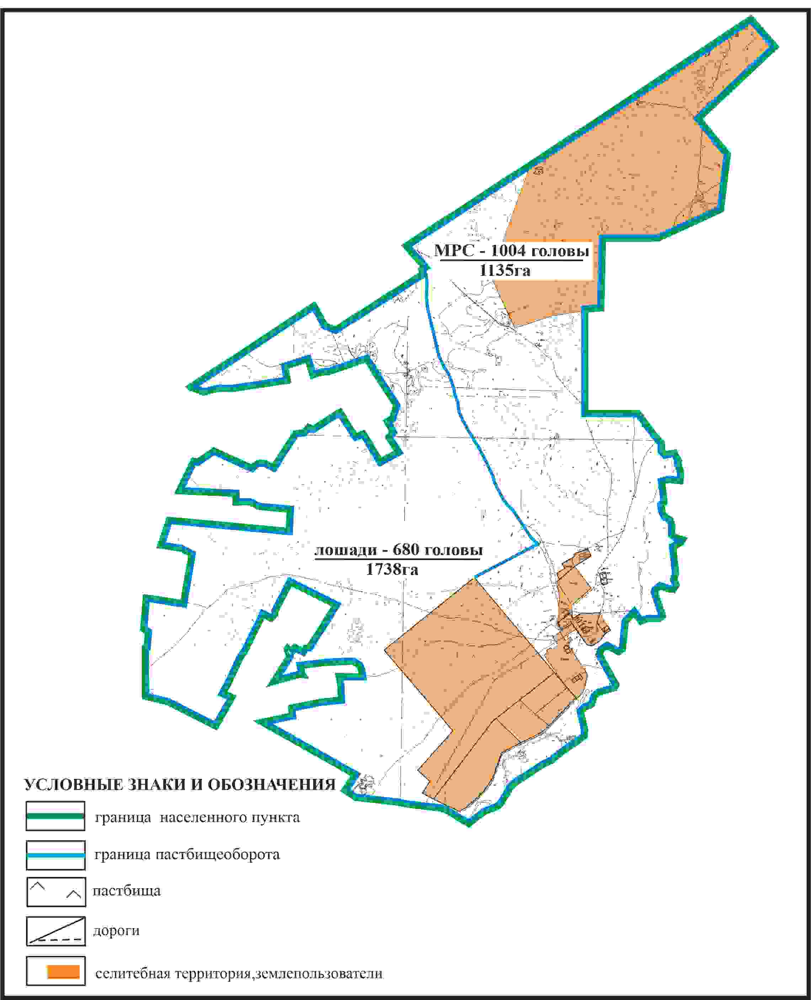 МРС - 1004 головы
1135га
лошади - 680 головы
1738га
УСЛОВНЫЕ ЗНАКИ И ОБОЗНАЧЕНИЯ
граница населенного пункта
граница пастбищеоборота
пастбища
дороги
селитебная территория,землепользователи